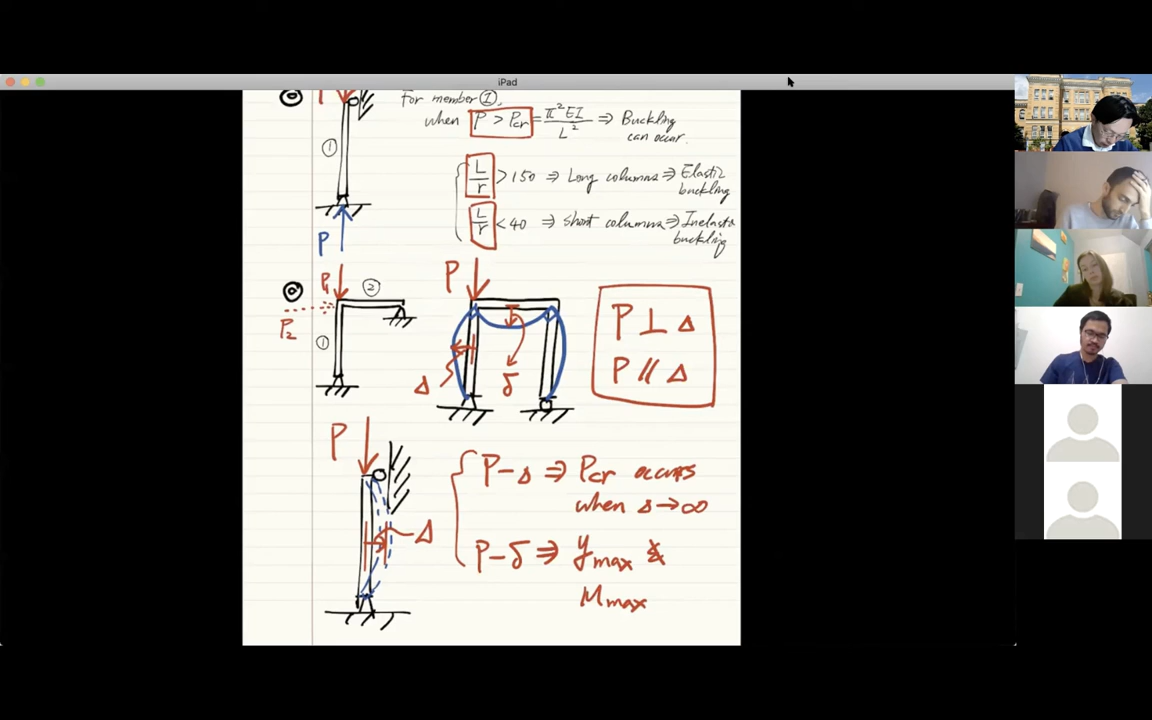 iPad
For member ①,
when P > Pcr = π²EI / L² ⇒ Buckling
can occur.
①
L/r > 150 ⇒ Long columns ⇒ Elastic
buckling
L/r < 40 ⇒ Short columns ⇒ Inelastic
buckling
P
P
P₁
②
P₂
①
Δ
δ
P ⊥ Δ
P // Δ
P
Δ
P-Δ ⇒ Pcr occurs
when Δ → ∞
P-δ ⇒ ymax &
Mmax